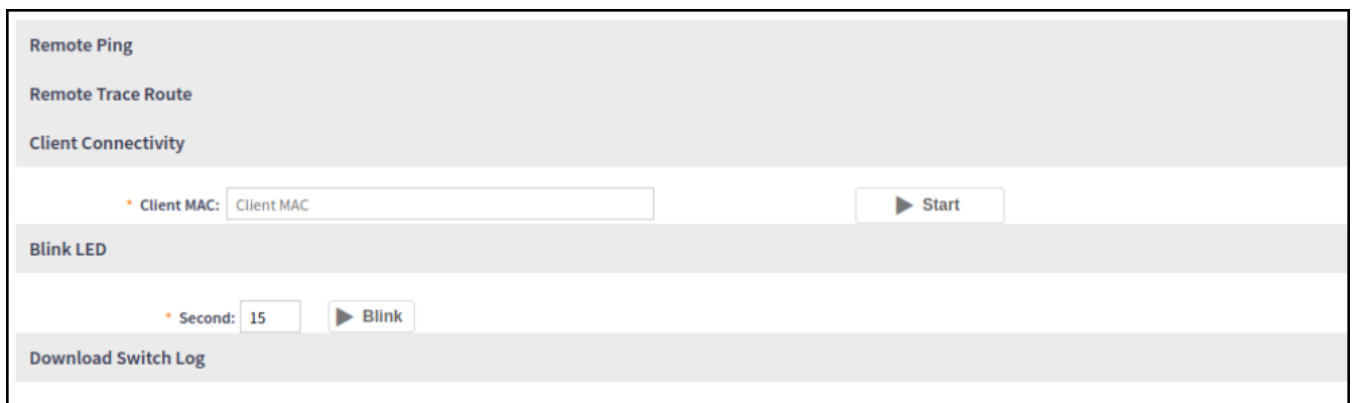 Remote Ping
Remote Trace Route
Client Connectivity
* Client MAC: Client MAC Start
Blink LED
* Second: 15 Blink
Download Switch Log